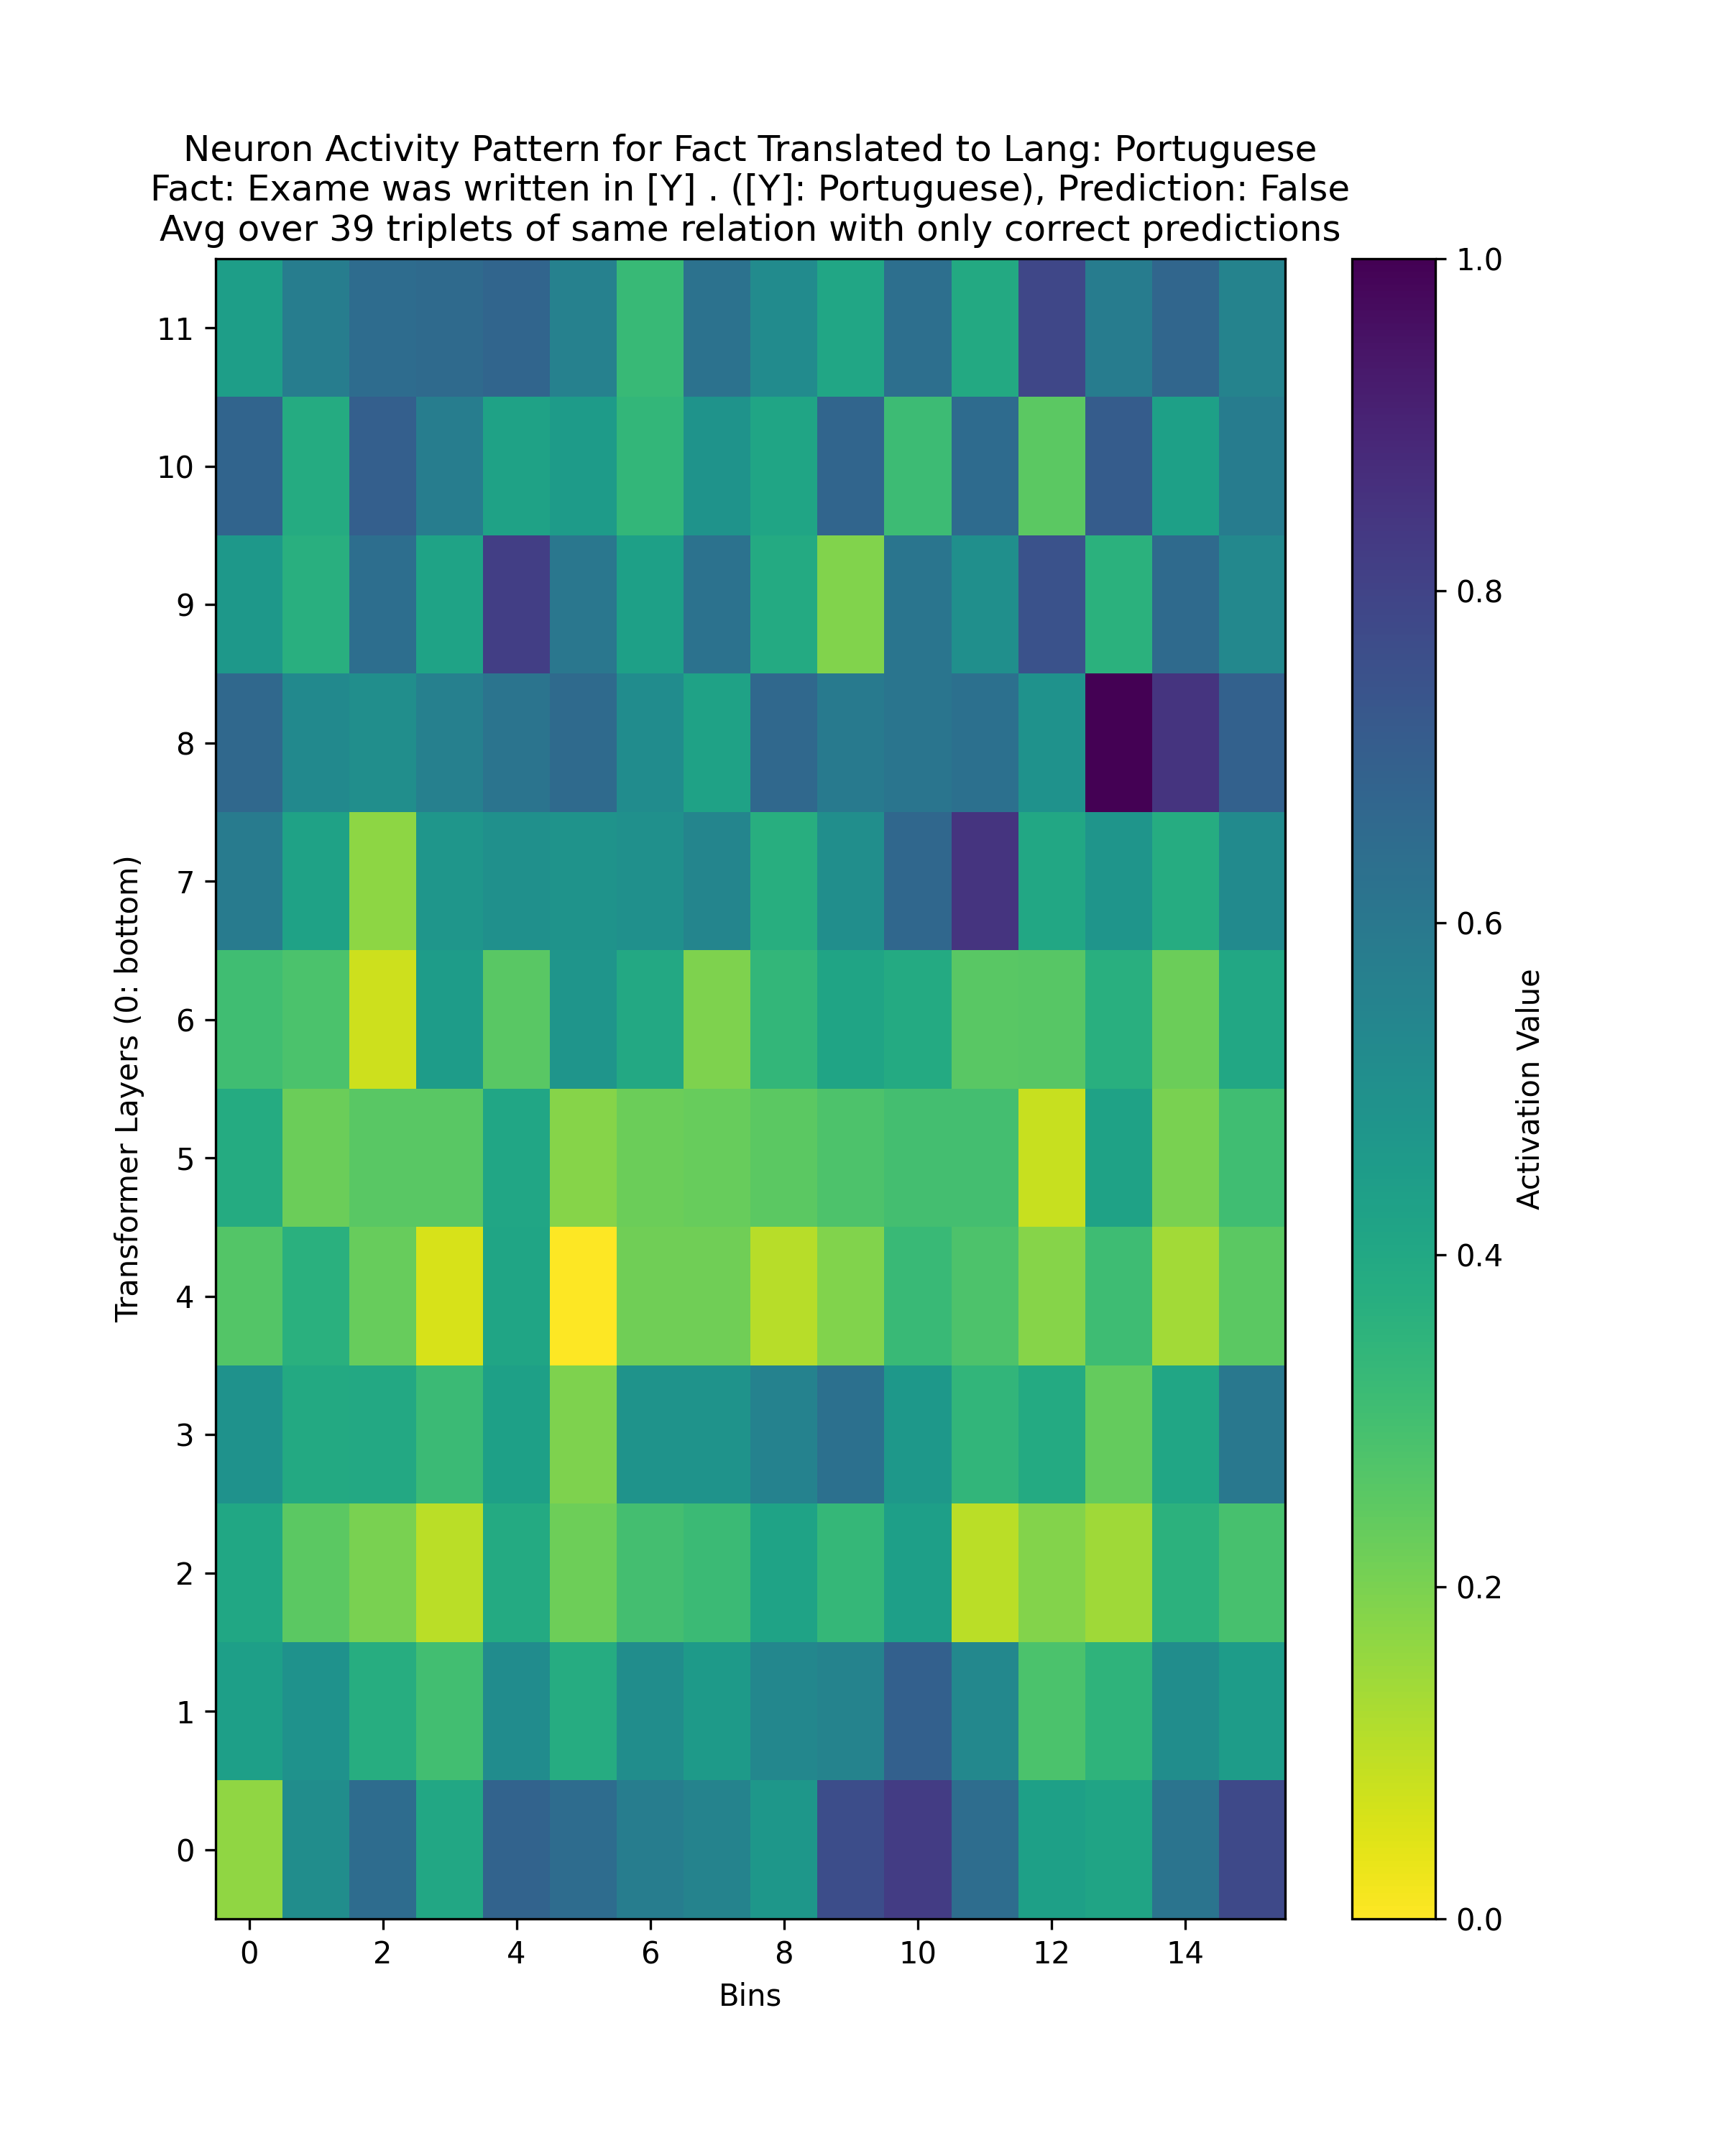 Neuron Activity Pattern for Fact Translated to Lang: Portuguese
Fact: Exame was written in [Y] . ([Y]: Portuguese), Prediction: False
Avg over 39 triplets of same relation with only correct predictions
Transformer Layers (0: bottom)
11
10
9
8
7
6
5
4
3
2
1
0
0 2 4 6 8 10 12 14
Bins
1.0
0.8
0.6
0.4
0.2
0.0
Activation Value